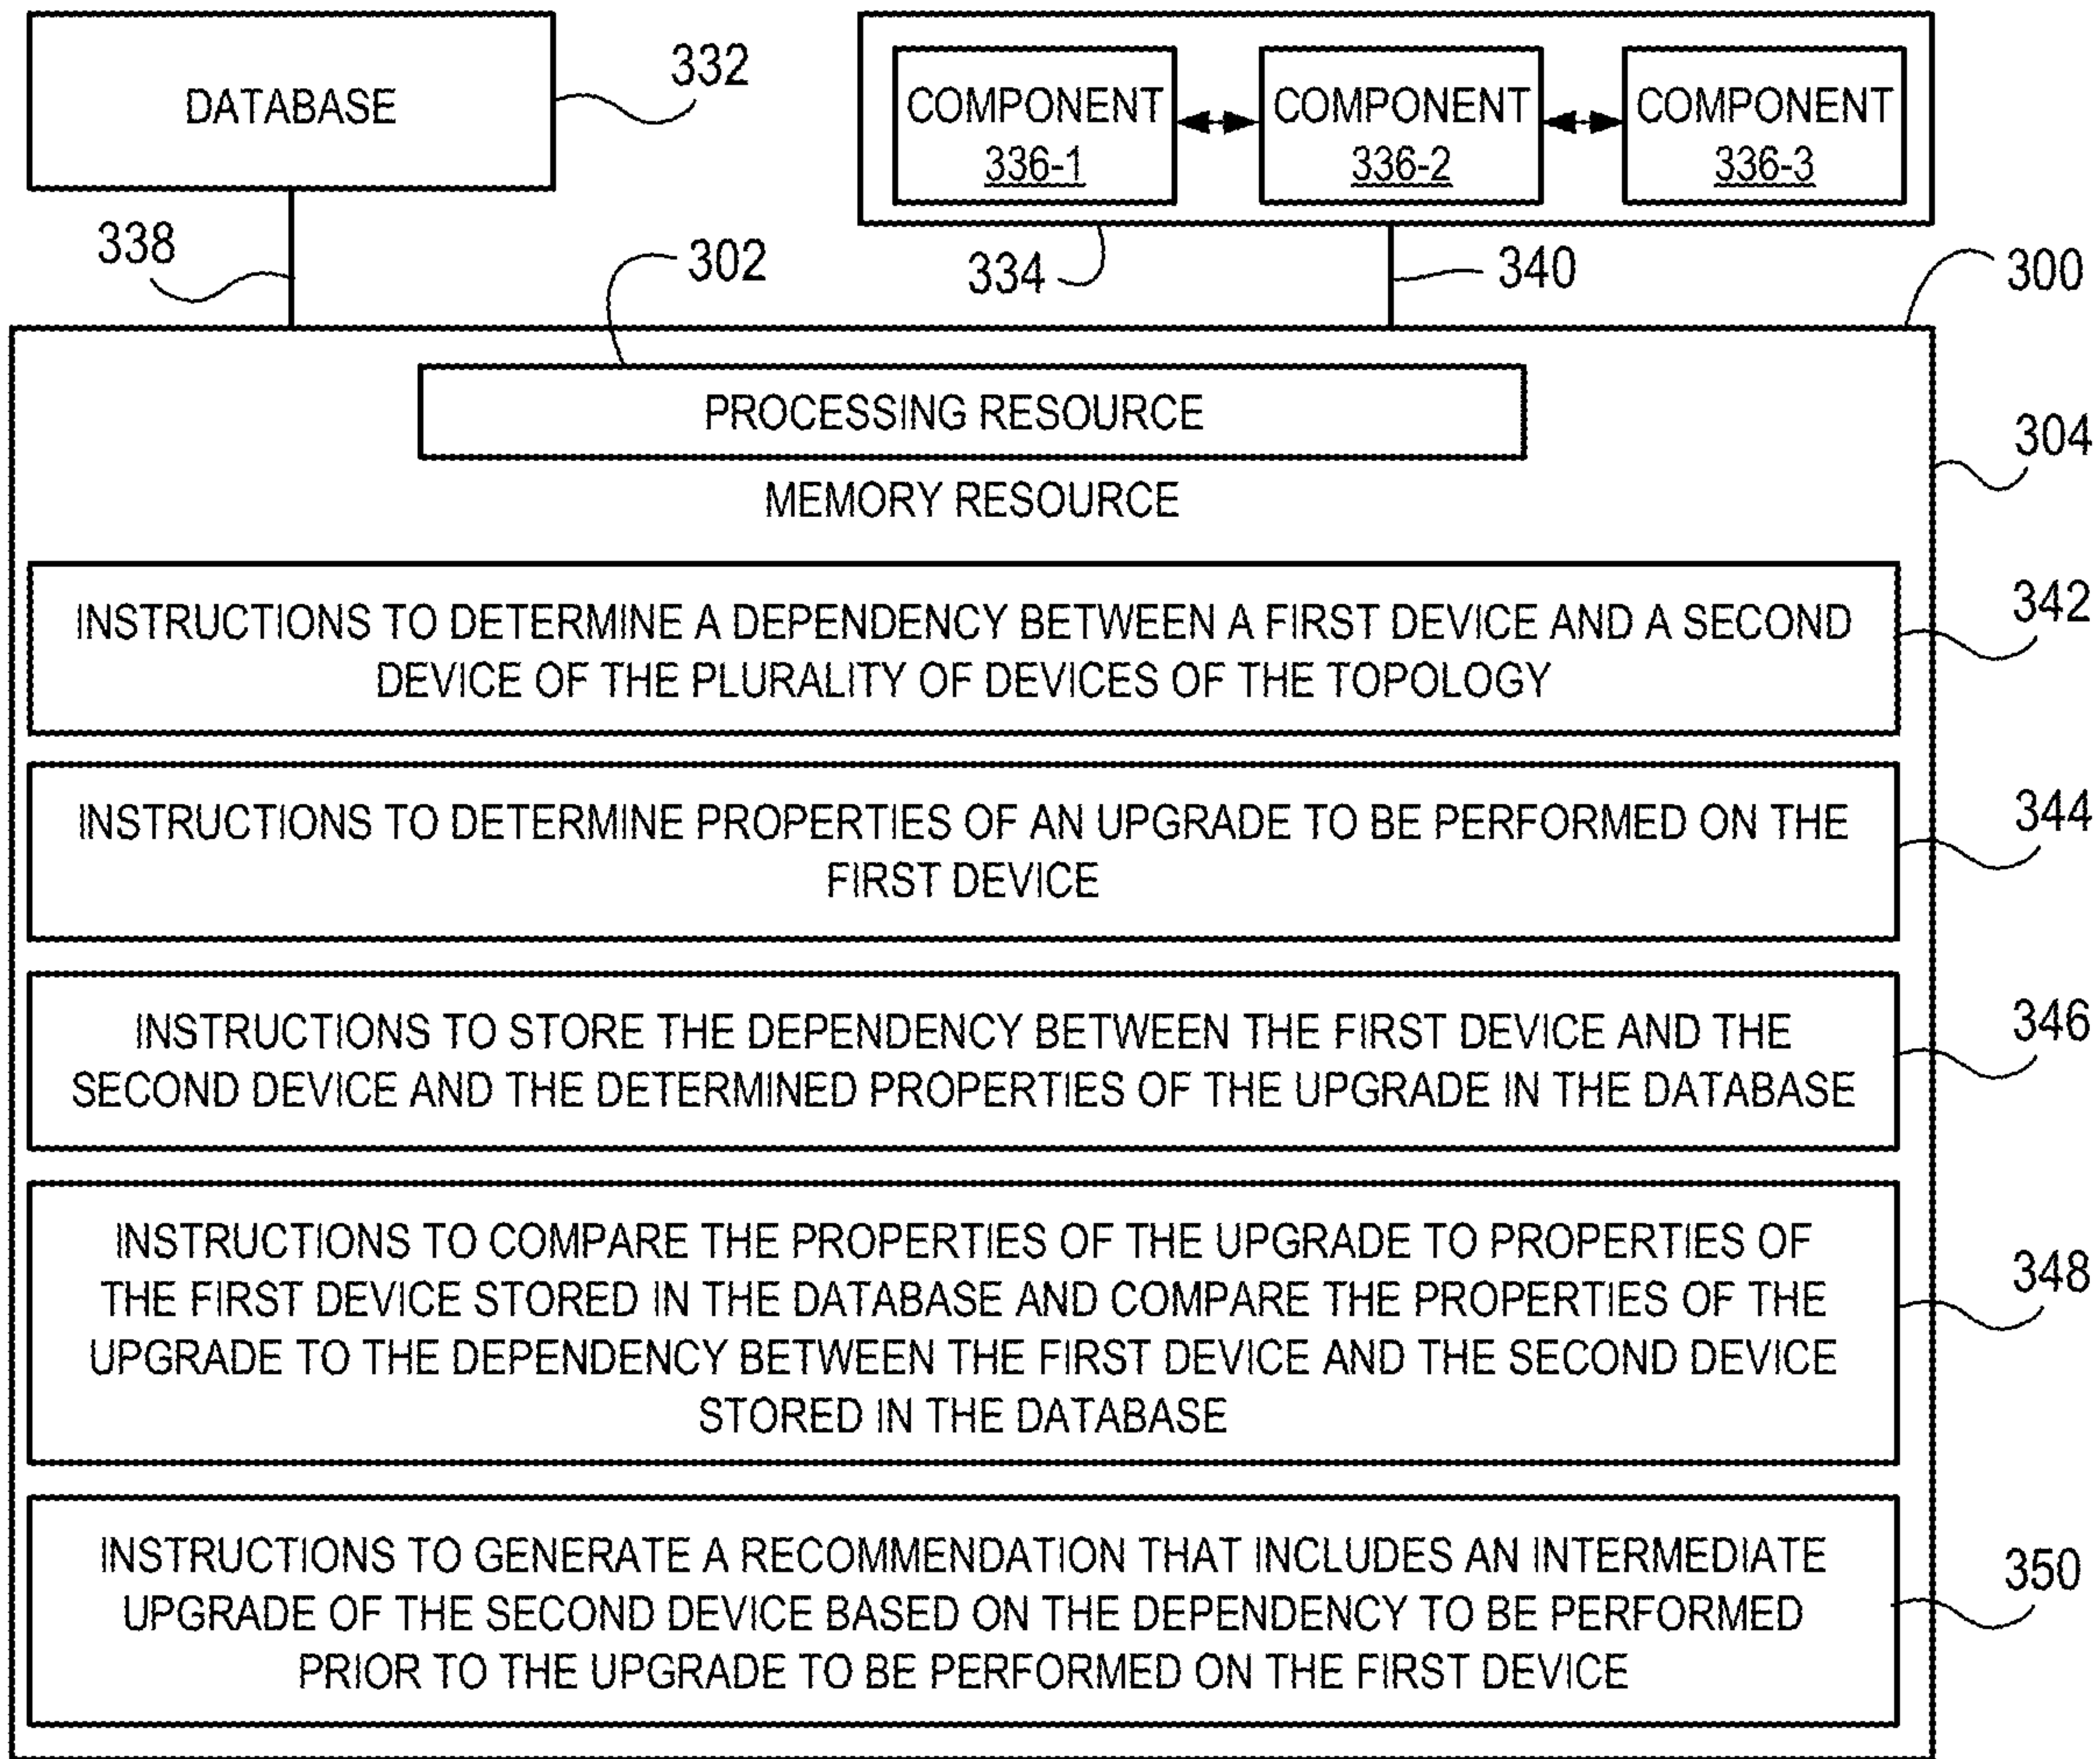 DATABASE
332
COMPONENT
336-1
COMPONENT
336-2
COMPONENT
336-3
338
302
334
340
300
PROCESSING RESOURCE
304
MEMORY RESOURCE
INSTRUCTIONS TO DETERMINE A DEPENDENCY BETWEEN A FIRST DEVICE AND A SECOND
DEVICE OF THE PLURALITY OF DEVICES OF THE TOPOLOGY
342
INSTRUCTIONS TO DETERMINE PROPERTIES OF AN UPGRADE TO BE PERFORMED ON THE
FIRST DEVICE
344
INSTRUCTIONS TO STORE THE DEPENDENCY BETWEEN THE FIRST DEVICE AND THE
SECOND DEVICE AND THE DETERMINED PROPERTIES OF THE UPGRADE IN THE DATABASE
346
INSTRUCTIONS TO COMPARE THE PROPERTIES OF THE UPGRADE TO PROPERTIES OF
THE FIRST DEVICE STORED IN THE DATABASE AND COMPARE THE PROPERTIES OF THE
UPGRADE TO THE DEPENDENCY BETWEEN THE FIRST DEVICE AND THE SECOND DEVICE
STORED IN THE DATABASE
348
INSTRUCTIONS TO GENERATE A RECOMMENDATION THAT INCLUDES AN INTERMEDIATE
UPGRADE OF THE SECOND DEVICE BASED ON THE DEPENDENCY TO BE PERFORMED
PRIOR TO THE UPGRADE TO BE PERFORMED ON THE FIRST DEVICE
350